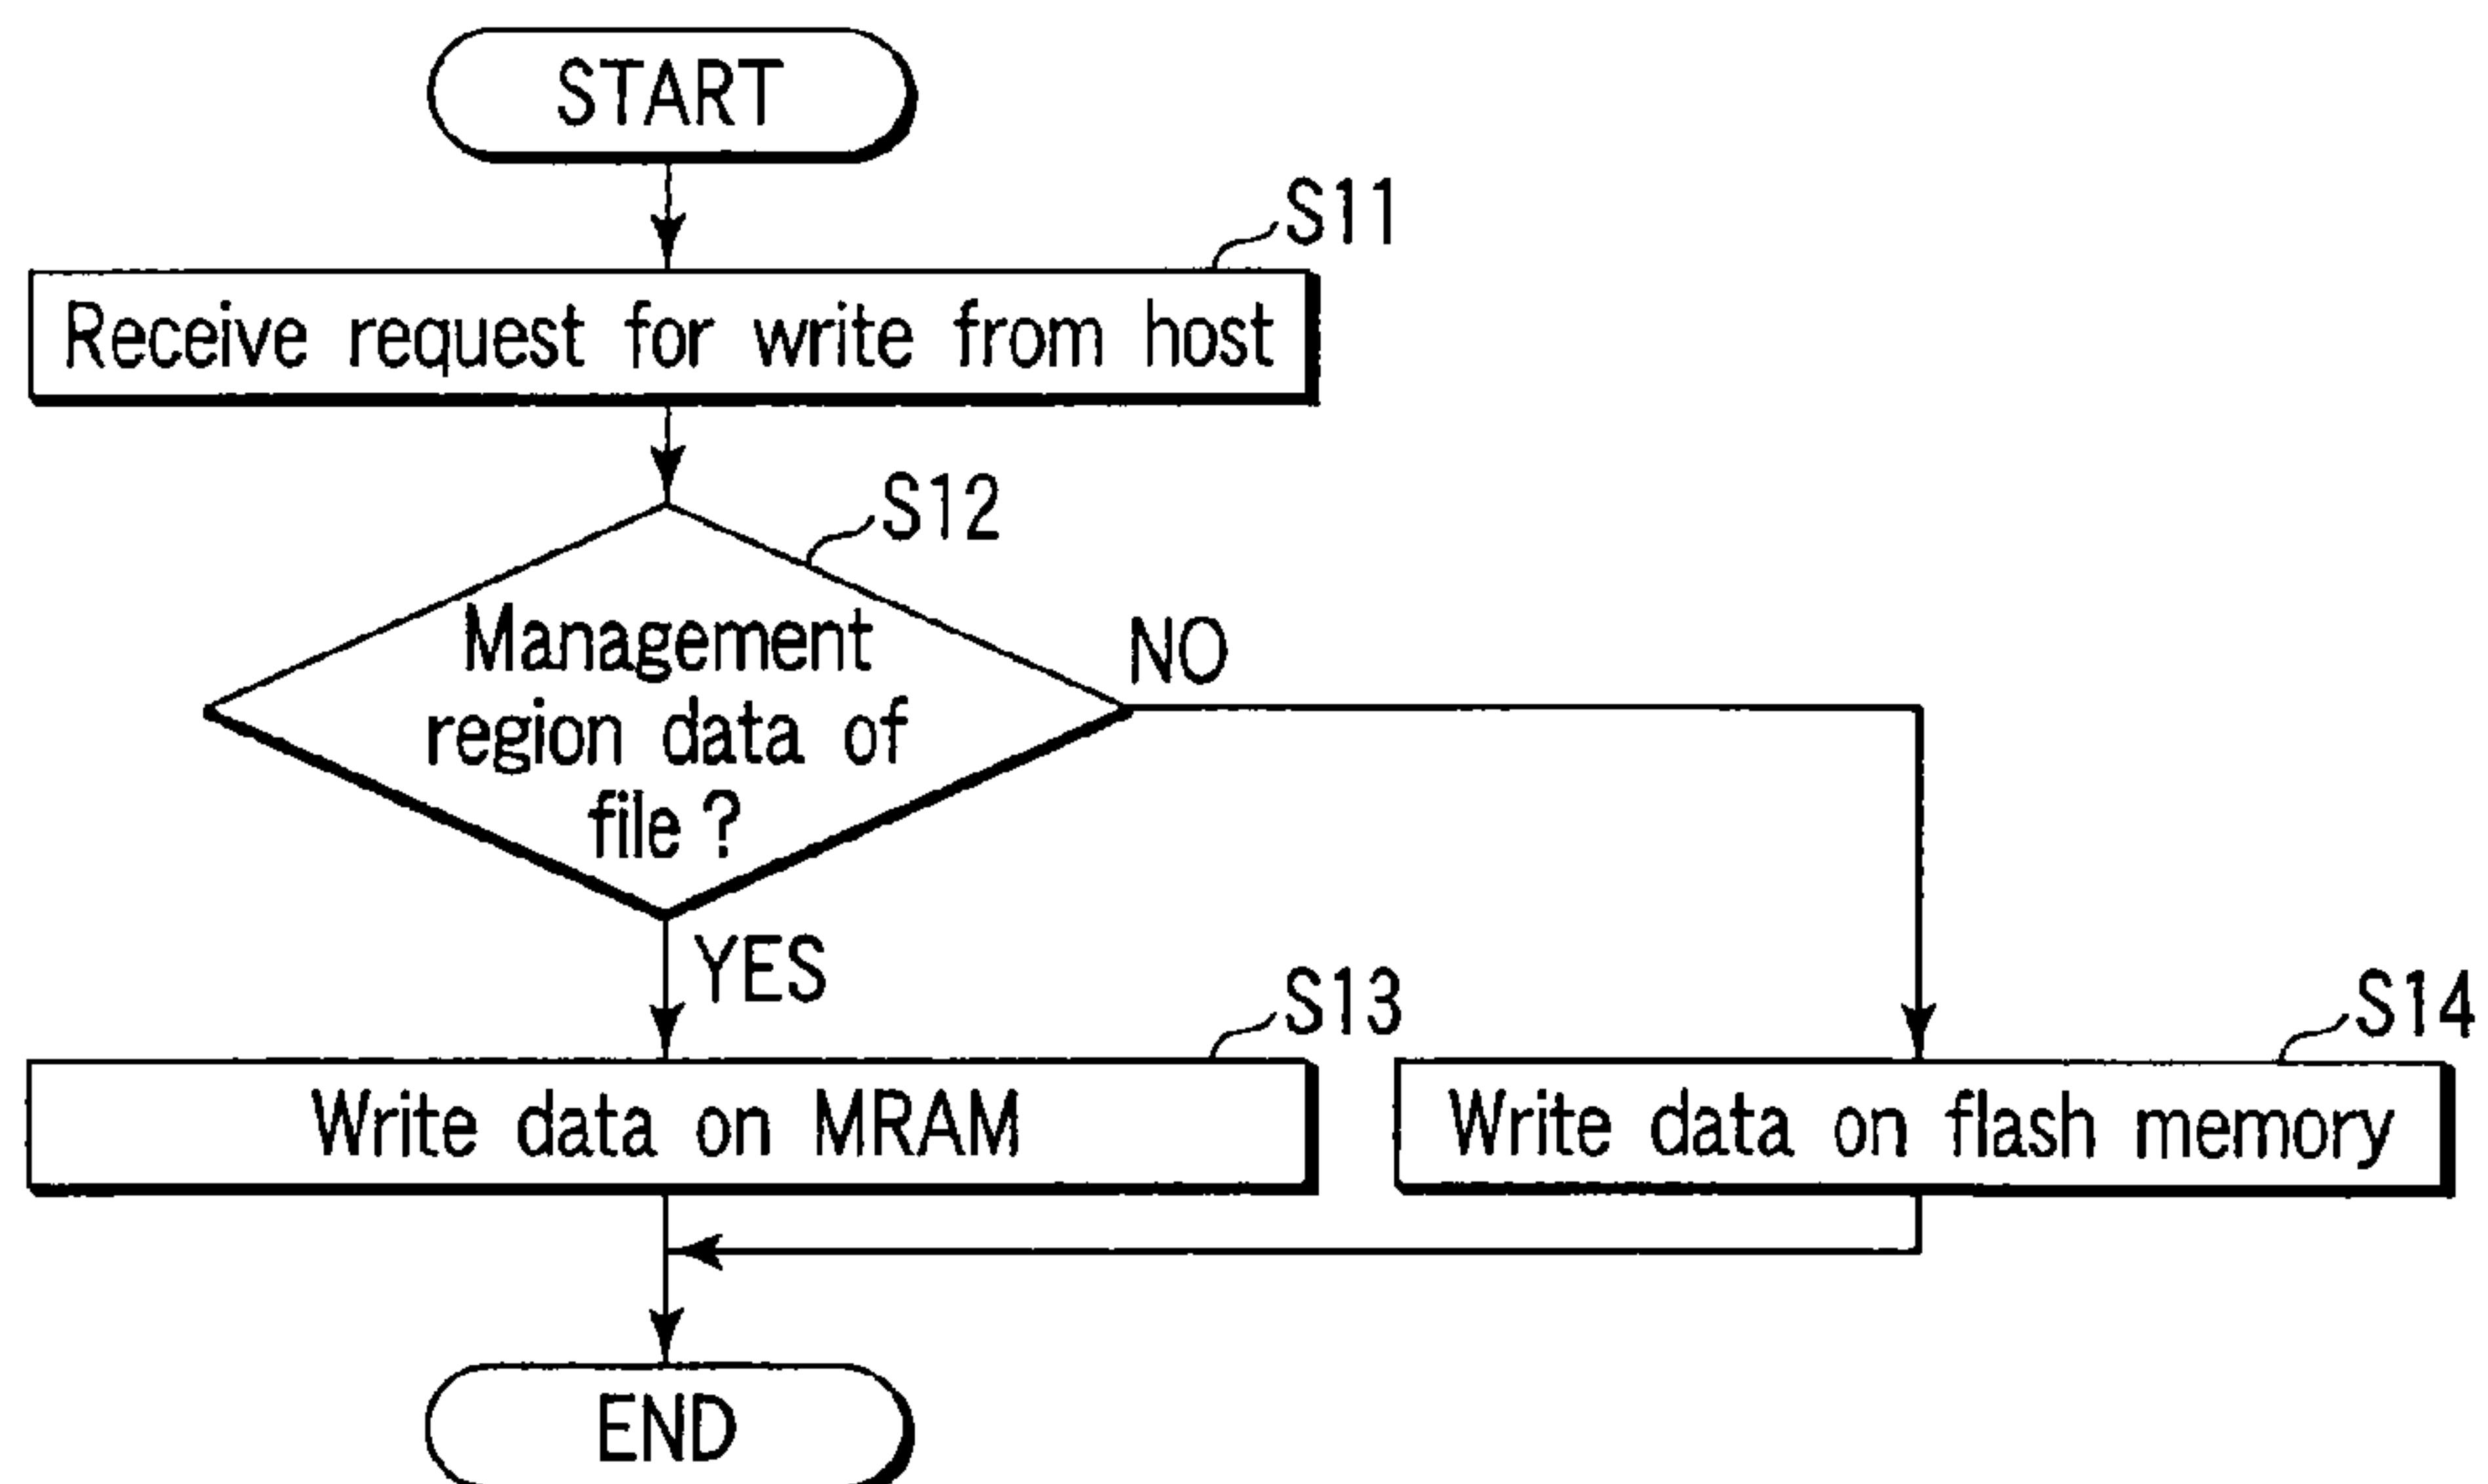 START
S11
Receive request for write from host
S12
Management
region data of
file ?
NO
YES
S13
Write data on MRAM
S14
Write data on flash memory
END